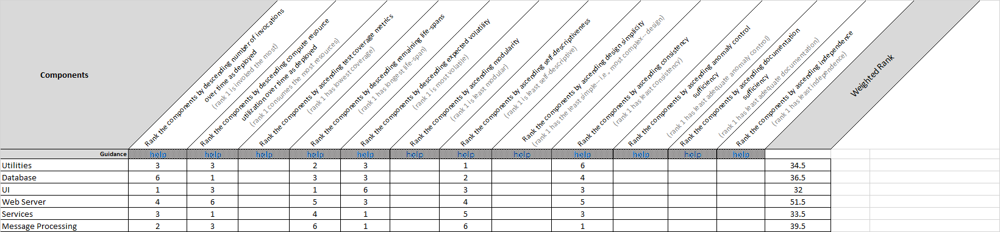 Components
Rank the components by descending number of invocations
over time as deployed
(rank 1 is invoked the most)
Rank the components by descending compute resource
utilization over time as deployed
(rank 1 consumes the most resources)
Rank the components by ascending test coverage metrics
(rank 1 has lowest coverage)
Rank the components by descending remaining life-spans
(rank 1 has longest life-span)
Rank the components by descending expected volatility
(rank 1 is most volatile)
Rank the components by ascending modularity
(rank 1 is least modular)
Rank the components by ascending self-descriptiveness
(rank 1 is least self-descriptive)
Rank the components by ascending design simplicity
(rank 1 has the least simple—i.e., most complex—design)
Rank the components by ascending consistency
(rank 1 has least consistency)
Rank the components by ascending anomaly control
sufficiency
(rank 1 has least adequate anomaly control)
Rank the components by ascending documentation
sufficiency
(rank 1 has least adequate documentation)
Rank the components by ascending independence
(rank 1 has least independence)
Weighted Rank
Guidance help help help help help help help help help help help help
Utilities 3 3 2 3 1 6 34.5
Database 6 1 3 3 2 4 36.5
UI 1 3 1 6 3 3 32
Web Server 4 6 5 3 4 5 51.5
Services 3 1 4 1 5 3 33.5
Message Processing 2 3 6 1 6 1 39.5